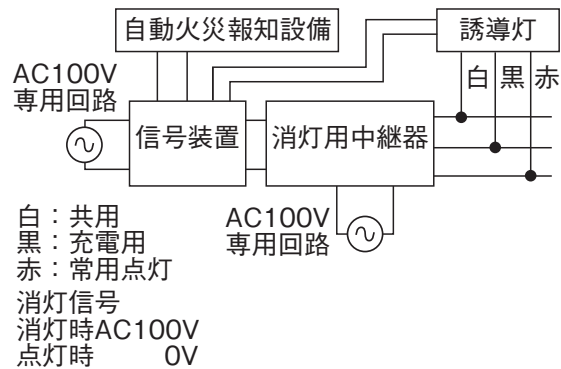 自動火災報知設備
誘導灯
AC100V
専用回路
白
黒
赤
信号装置
消灯用中継器
AC100V
専用回路
白：共用
黒：充電用
赤：常用点灯
消灯信号
消灯時AC100V
点灯時 0V